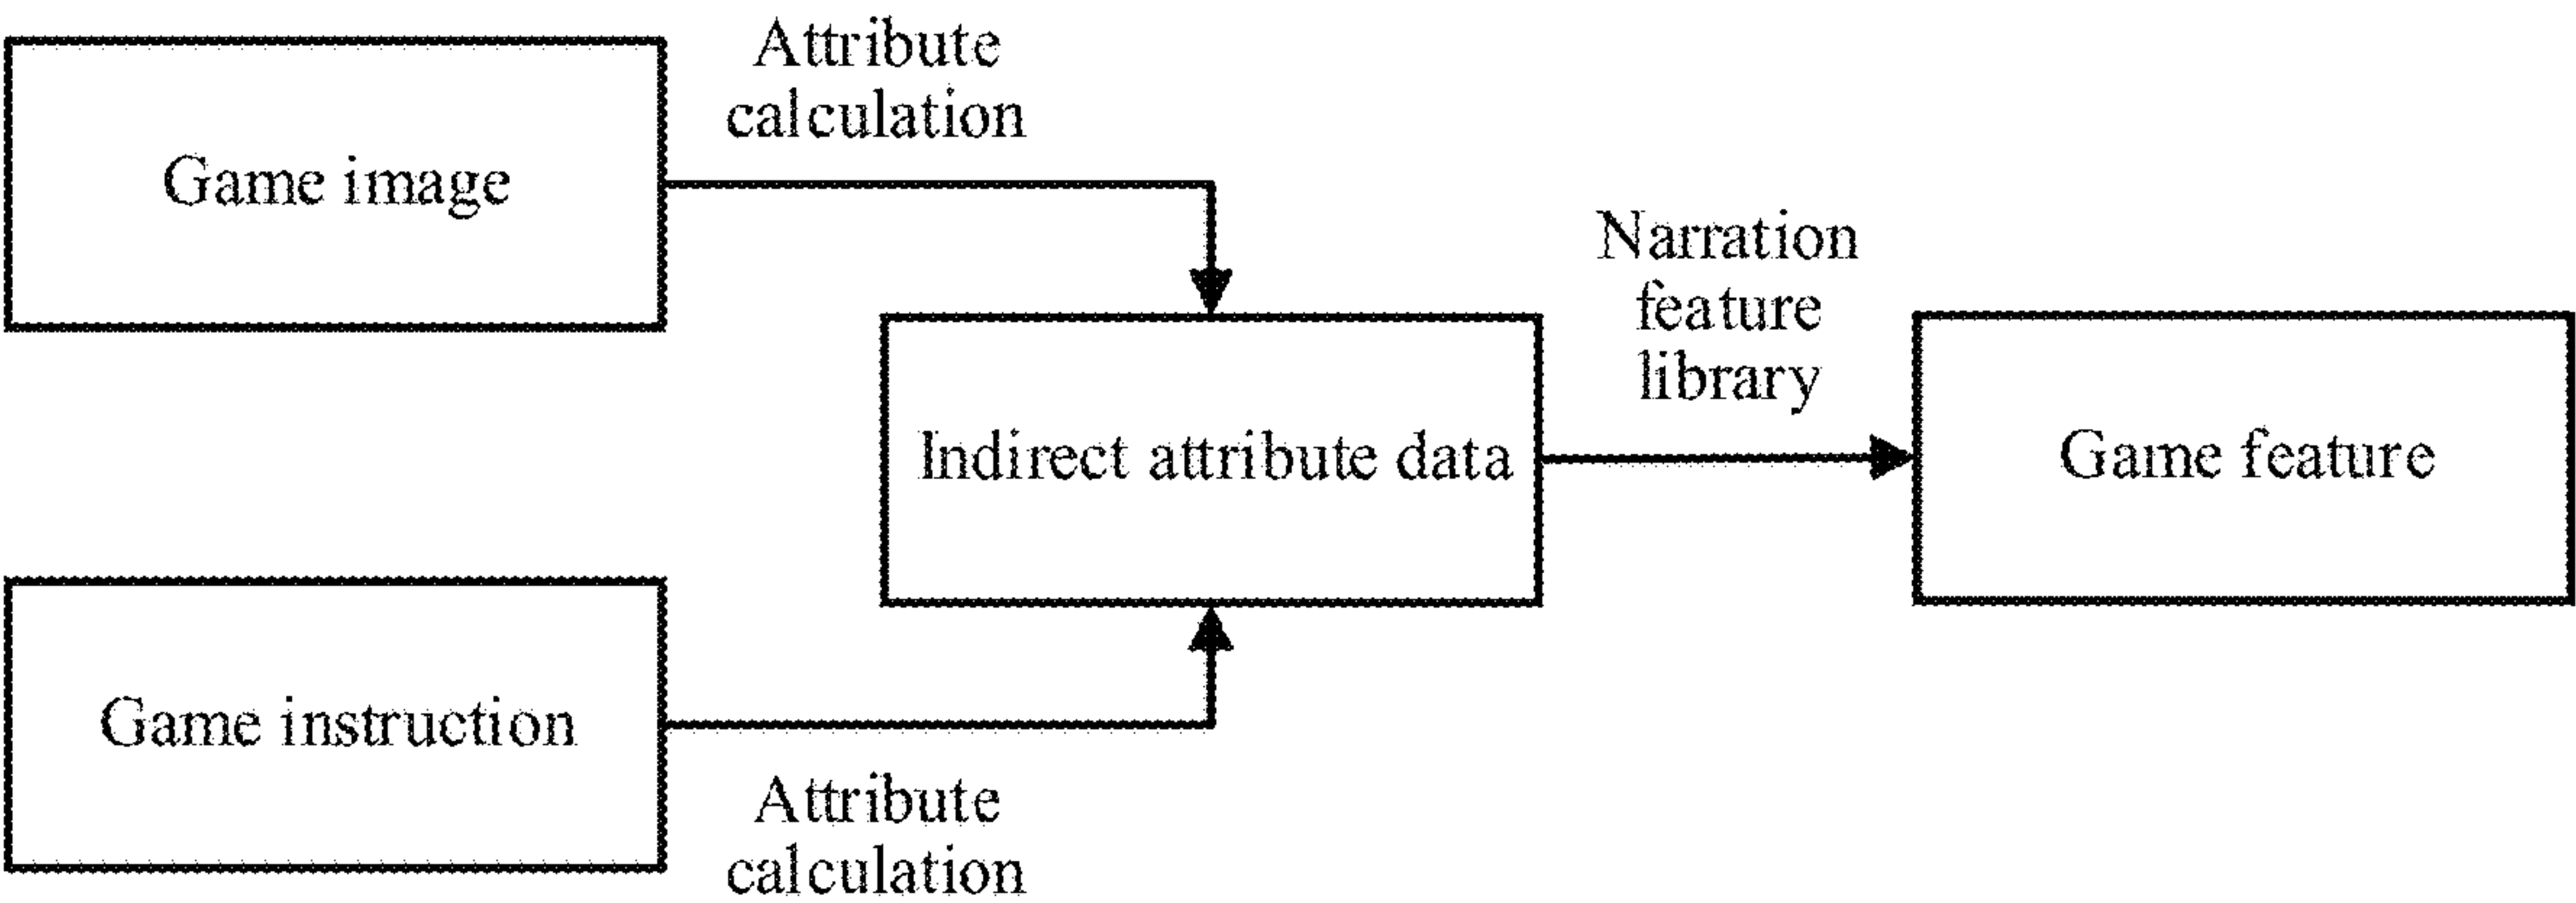 Attribute
calculation
Game image
Narration
feature
library
Indirect attribute data
Game feature
Game instruction
Attribute
calculation